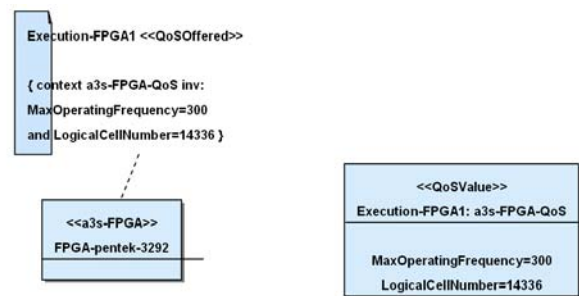 Execution-FPGA1 <<QoSOffered>>
{ context a3s-FPGA-QoS inv:
MaxOperatingFrequency=300
and LogicalCellNumber=14336 }
<<a3s-FPGA>>
FPGA-pentek-3292
<<QoSValue>>
Execution-FPGA1: a3s-FPGA-QoS
MaxOperatingFrequency=300
LogicalCellNumber=14336